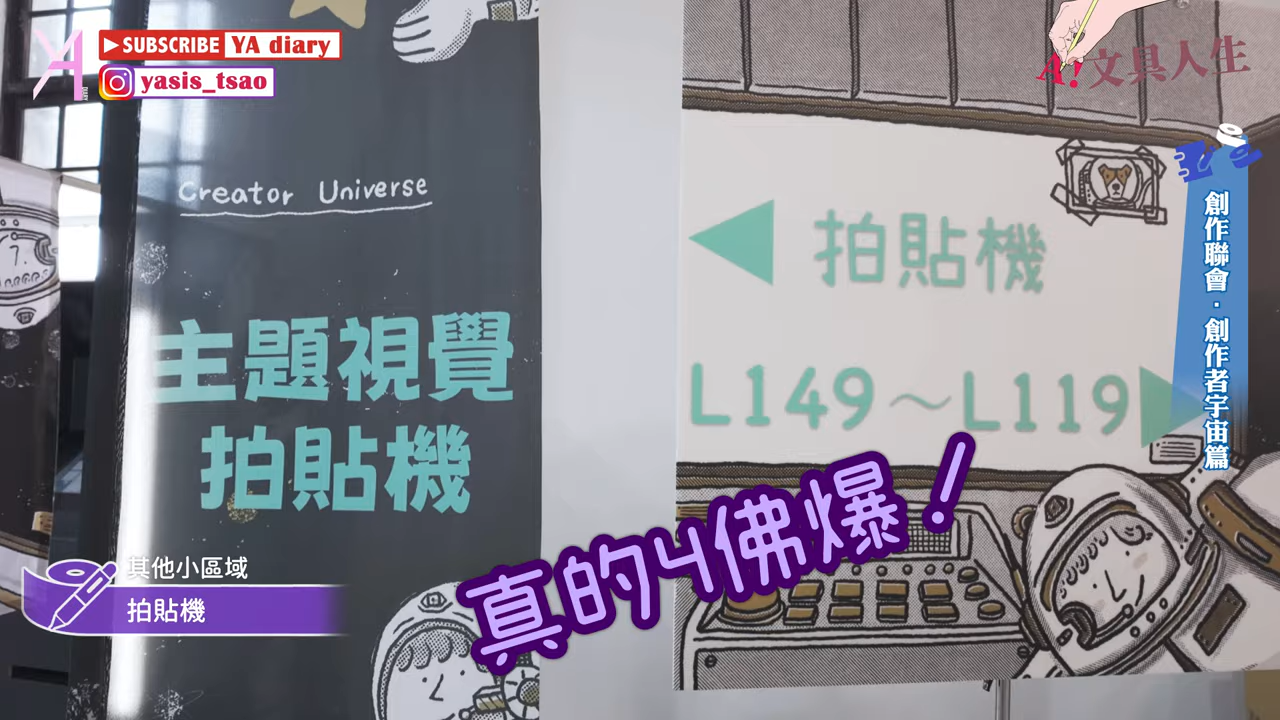 SUBSCRIBE YA diary
yasis_tsao
A!文具人生
創作聯會·創作者宇宙篇
Creator Universe
主題視覺
拍貼機
拍貼機
L149～L119
真的4佛爆！
其他小區域
拍貼機